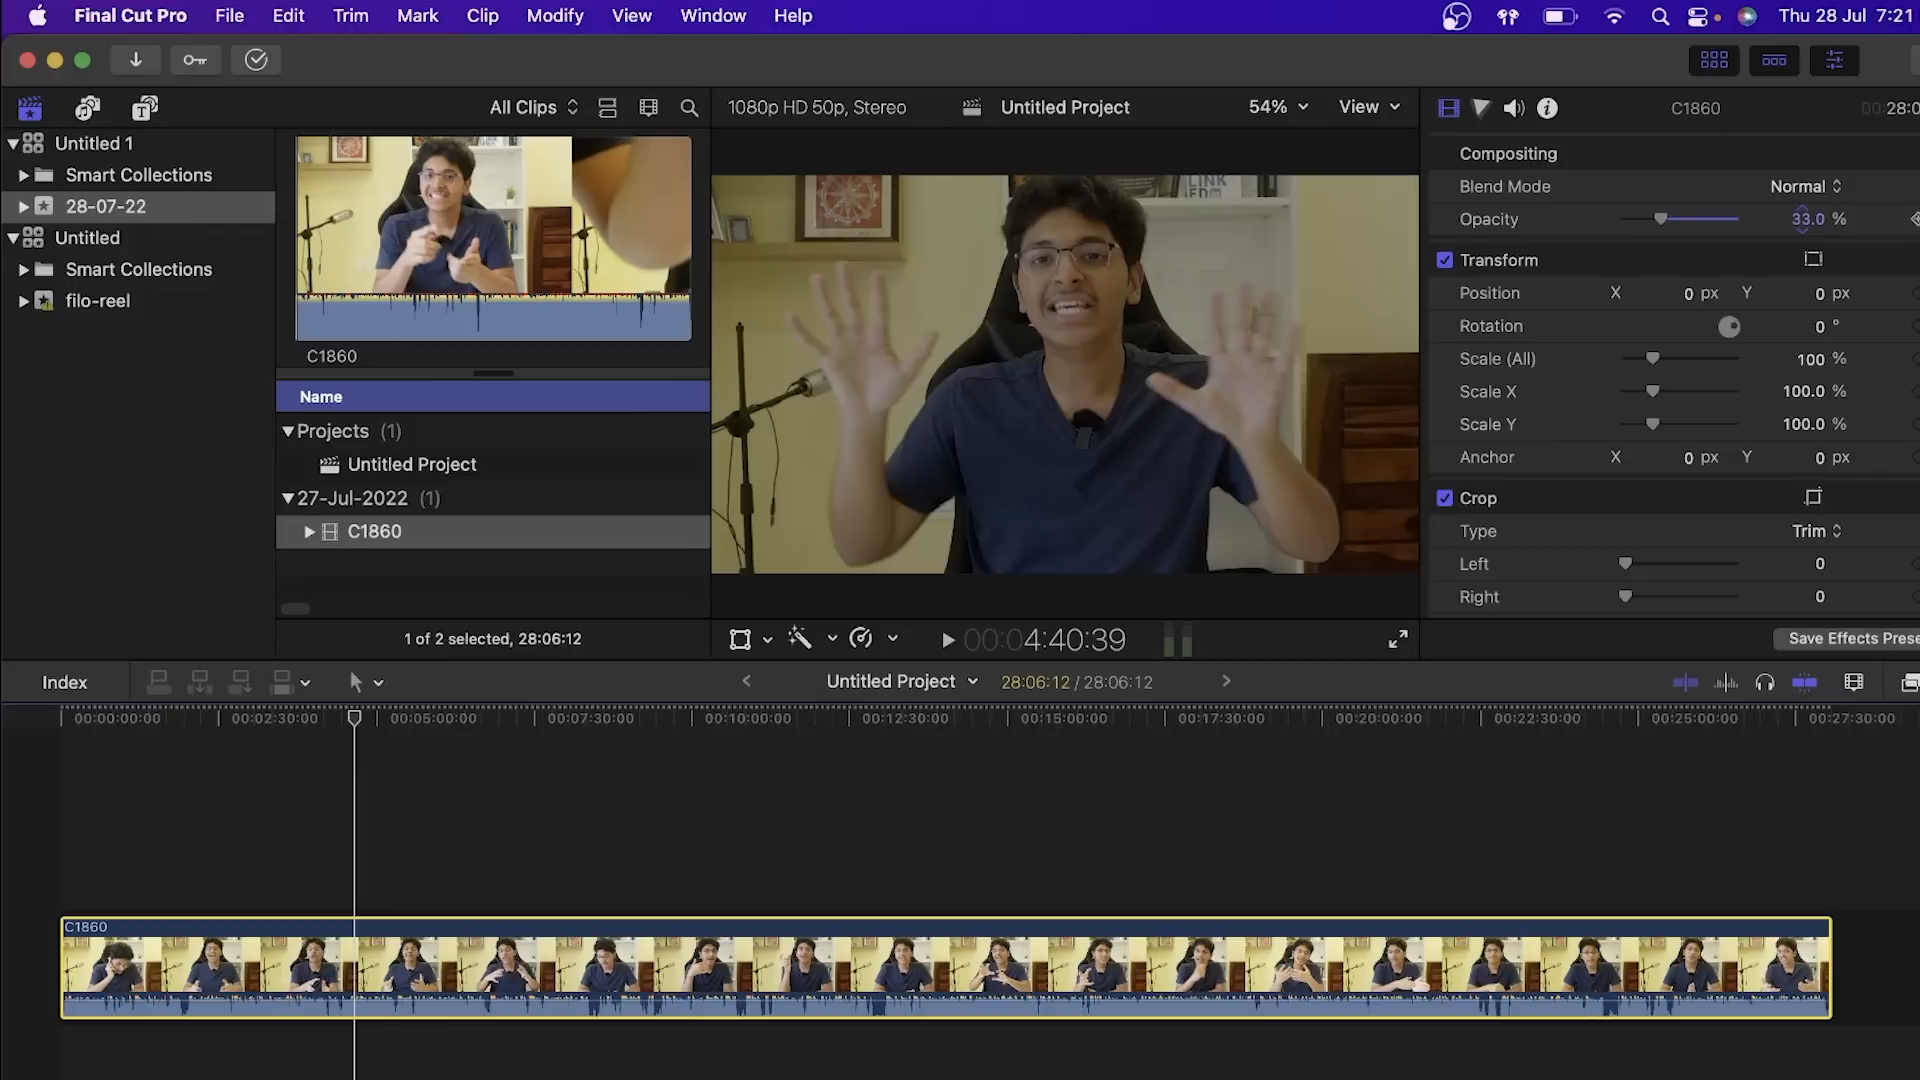 Final Cut Pro File Edit Trim Mark Clip Modify View Window Help Thu 28 Jul 7:21
All Clips 1080p HD 50p, Stereo Untitled Project 54% View C1860 00:28:0
Untitled 1
Smart Collections
28-07-22
Untitled
Smart Collections
filo-reel
C1860
Name
Projects (1)
Untitled Project
27-Jul-2022 (1)
C1860
1 of 2 selected, 28:06:12
LINK
00:04:40:39
Compositing
Blend Mode Normal
Opacity 33.0 %
Transform
Position X 0 px Y 0 px
Rotation 0 °
Scale (All) 100 %
Scale X 100.0 %
Scale Y 100.0 %
Anchor X 0 px Y 0 px
Crop
Type Trim
Left 0
Right 0
Save Effects Prese
Index Untitled Project 28:06:12 / 28:06:12
00:00:00:00 00:02:30:00 00:05:00:00 00:07:30:00 00:10:00:00 00:12:30:00 00:15:00:00 00:17:30:00 00:20:00:00 00:22:30:00 00:25:00:00 00:27:30:00
C1860